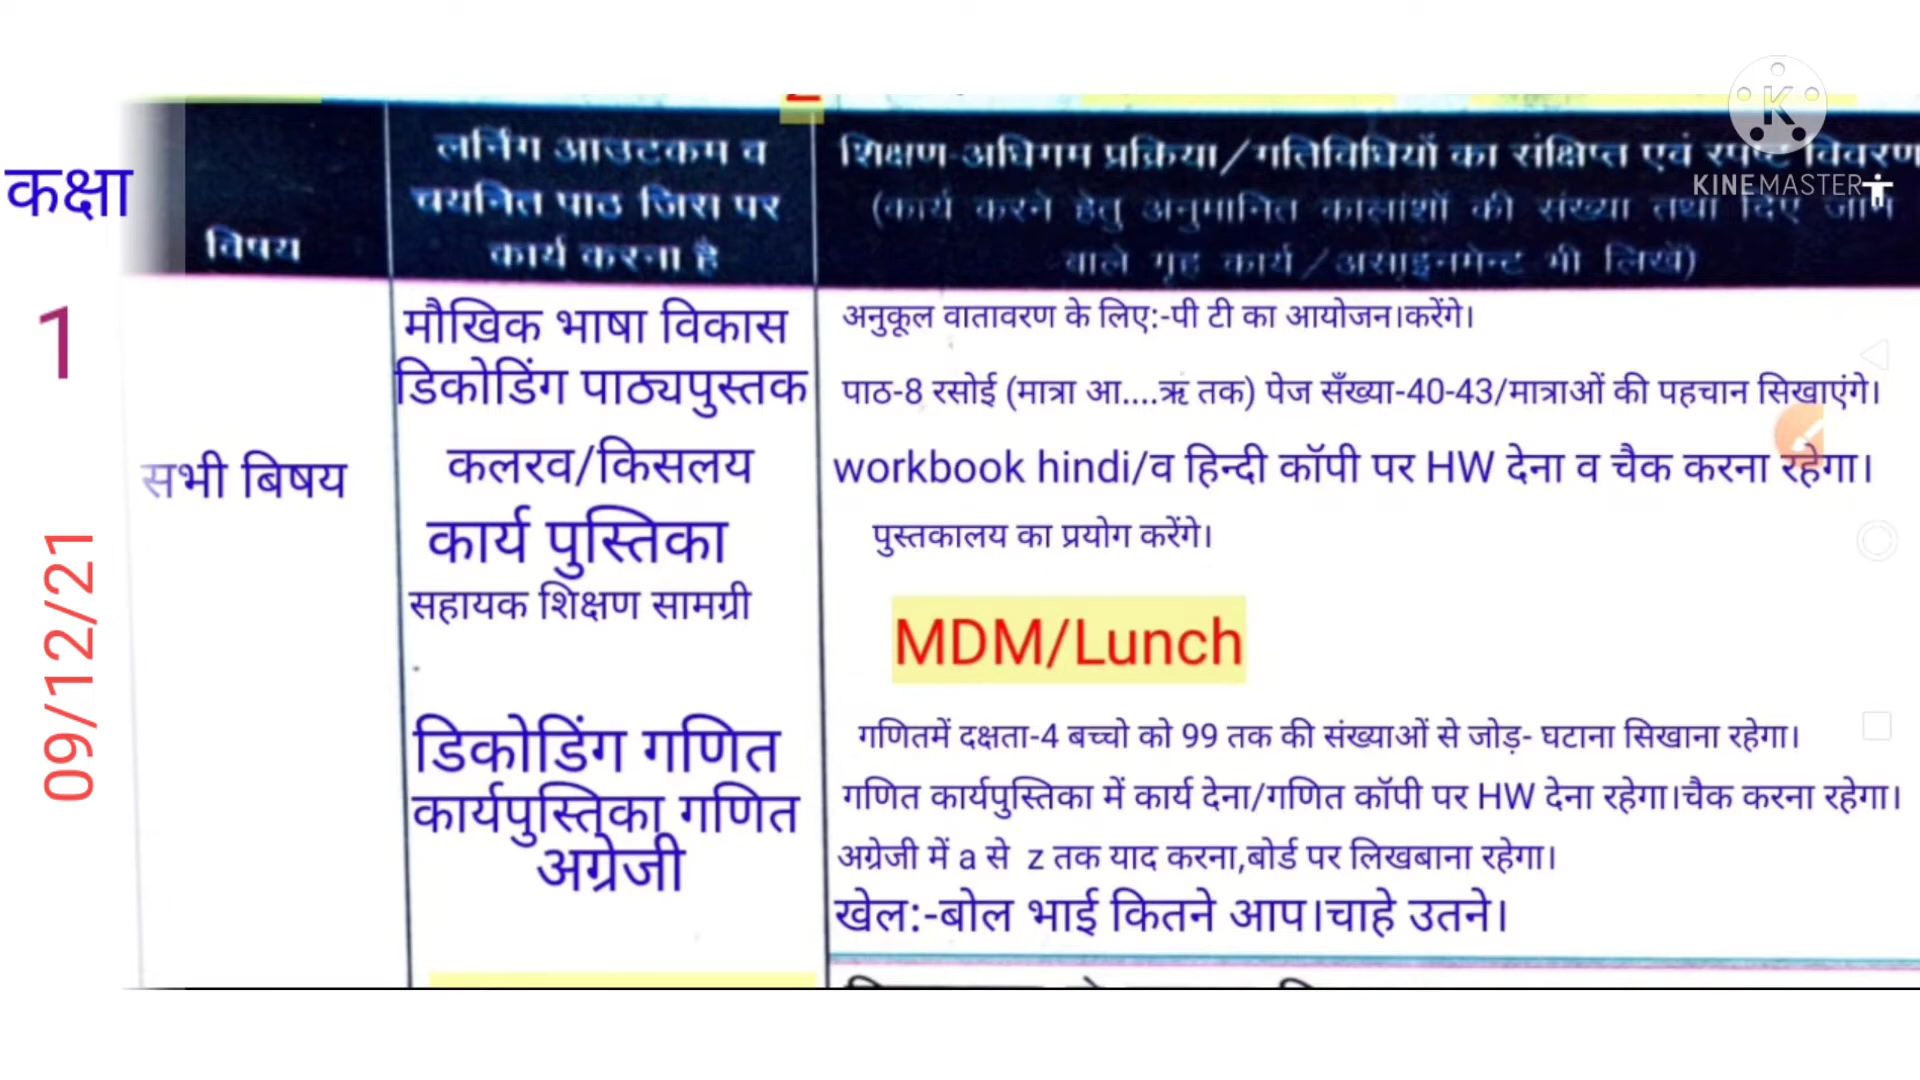 KINEMASTER
कक्षा
विषय
लर्निंग आउटकम व
चयनित पाठ जिस पर
कार्य करना है
शिक्षण-अधिगम प्रक्रिया/गतिविधियों का संक्षिप्त एवं स्पष्ट विवरण
(कार्य करने हेतु अनुमानित कालांशों की संख्या तथा दिए जाने
वाले गृह कार्य/असाइनमेन्ट भी लिखें)
1
09/12/21
सभी बिषय
मौखिक भाषा विकास
डिकोडिंग पाठ्यपुस्तक
कलरव/किसलय
कार्य पुस्तिका
सहायक शिक्षण सामग्री
डिकोडिंग गणित
कार्यपुस्तिका गणित
अग्रेजी
अनुकूल वातावरण के लिए:-पी टी का आयोजन।करेंगे।
पाठ-8 रसोई (मात्रा आ....ऋ तक) पेज सँख्या-40-43/मात्राओं की पहचान सिखाएंगे।
workbook hindi/व हिन्दी कॉपी पर HW देना व चैक करना रहेगा।
पुस्तकालय का प्रयोग करेंगे।
MDM/Lunch
गणितमें दक्षता-4 बच्चो को 99 तक की संख्याओं से जोड़- घटाना सिखाना रहेगा।
गणित कार्यपुस्तिका में कार्य देना/गणित कॉपी पर HW देना रहेगा।चैक करना रहेगा।
अग्रेजी में a से z तक याद करना,बोर्ड पर लिखबाना रहेगा।
खेल:-बोल भाई कितने आप।चाहे उतने।